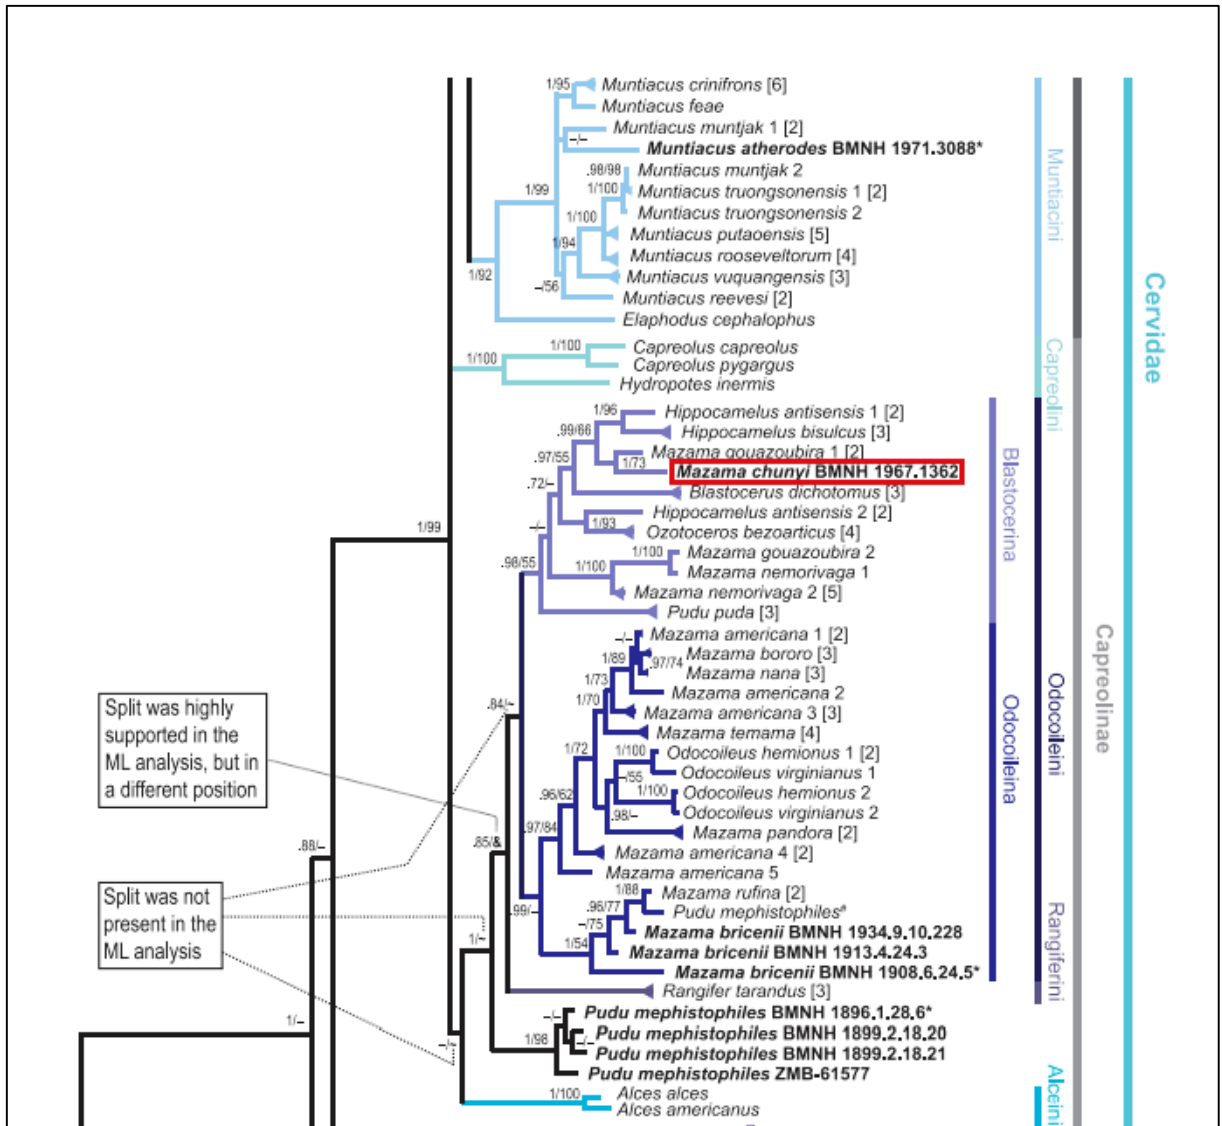 1/95
Muntiacus crinifrons [6]
Muntiacus feae
Muntiacus muntjak 1 [2]
–/–
Muntiacus atherodes BMNH 1971.3088*
.98/98
Muntiacus muntjak 2
1/99
1/100
Muntiacus truongsonensis 1 [2]
Muntiacus truongsonensis 2
1/100
Muntiacus putaoensis [5]
1/94
Muntiacus rooseveltorum [4]
1/92
Muntiacus vuquangensis [3]
–/56
Muntiacus reevesi [2]
Elaphodus cephalophus
Muntiacini
Cervidae
1/100
Capreolus capreolus
1/100
Capreolus pygargus
Hydropotes inermis
Capreolini
1/96
Hippocamelus antisensis 1 [2]
.99/66
Hippocamelus bisulcus [3]
.97/55
Mazama gouazoubira 1 [2]
1/73
Mazama chunyi BMNH 1967.1362
.72/–
Blastocerus dichotomus [3]
Hippocamelus antisensis 2 [2]
–/–
1/93
Ozotoceros bezoarticus [4]
1/99
1/100
Mazama gouazoubira 2
.98/55
1/100
Mazama nemorivaga 1
Mazama nemorivaga 2 [5]
Pudu puda [3]
Blastocerina
–/–
Mazama americana 1 [2]
1/89
Mazama bororo [3]
.97/74
Mazama nana [3]
1/73
Mazama americana 2
1/70
Mazama americana 3 [3]
.84/~
Mazama temama [4]
1/72
1/100
Odocoileus hemionus 1 [2]
–/55
Odocoileus virginianus 1
1/100
Odocoileus hemionus 2
.96/62
Odocoileus virginianus 2
.98/–
Mazama pandora [2]
.97/84
.85/&
Mazama americana 4 [2]
Mazama americana 5
1/88
Mazama rufina [2]
.96/77
Pudu mephistophiles#
.99/–
–/75
Mazama bricenii BMNH 1934.9.10.228
1/54
Mazama bricenii BMNH 1913.4.24.3
Mazama bricenii BMNH 1908.6.24.5*
Odocoileina
Odocoileini
Capreolinae
1/~
Rangifer tarandus [3]
Rangiferini
–/–
Pudu mephistophiles BMNH 1896.1.28.6*
Pudu mephistophiles BMNH 1899.2.18.20
–/–
1/98
Pudu mephistophiles BMNH 1899.2.18.21
Pudu mephistophiles ZMB-61577
–/~
1/100
Alces alces
Alces americanus
Alceini
Split was highly
supported in the
ML analysis, but in
a different position
.88/–
Split was not
present in the
ML analysis
1/–